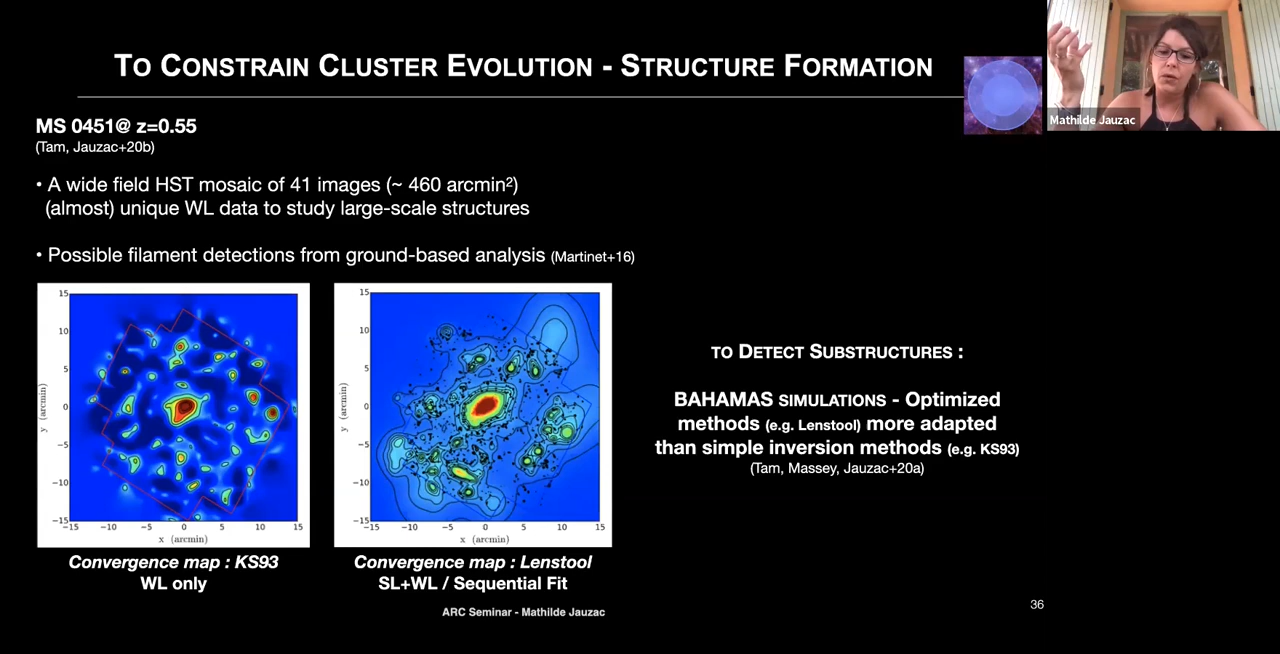 TO CONSTRAIN CLUSTER EVOLUTION - STRUCTURE FORMATION
Mathilde Jauzac
MS 0451@ z=0.55
(Tam, Jauzac+20b)
• A wide field HST mosaic of 41 images (~ 460 arcmin²)
(almost) unique WL data to study large-scale structures
• Possible filament detections from ground-based analysis (Martinet+16)
15
10
5
0
−5
−10
−15
y (arcmin)
−15 −10 −5 0 5 10 15
x (arcmin)
15
10
5
0
−5
−10
−15
y (arcmin)
−15 −10 −5 0 5 10 15
x (arcmin)
Convergence map : KS93
WL only
Convergence map : Lenstool
SL+WL / Sequential Fit
TO DETECT SUBSTRUCTURES :
BAHAMAS SIMULATIONS - Optimized
methods (e.g. Lenstool) more adapted
than simple inversion methods (e.g. KS93)
(Tam, Massey, Jauzac+20a)
ARC Seminar - Mathilde Jauzac
36